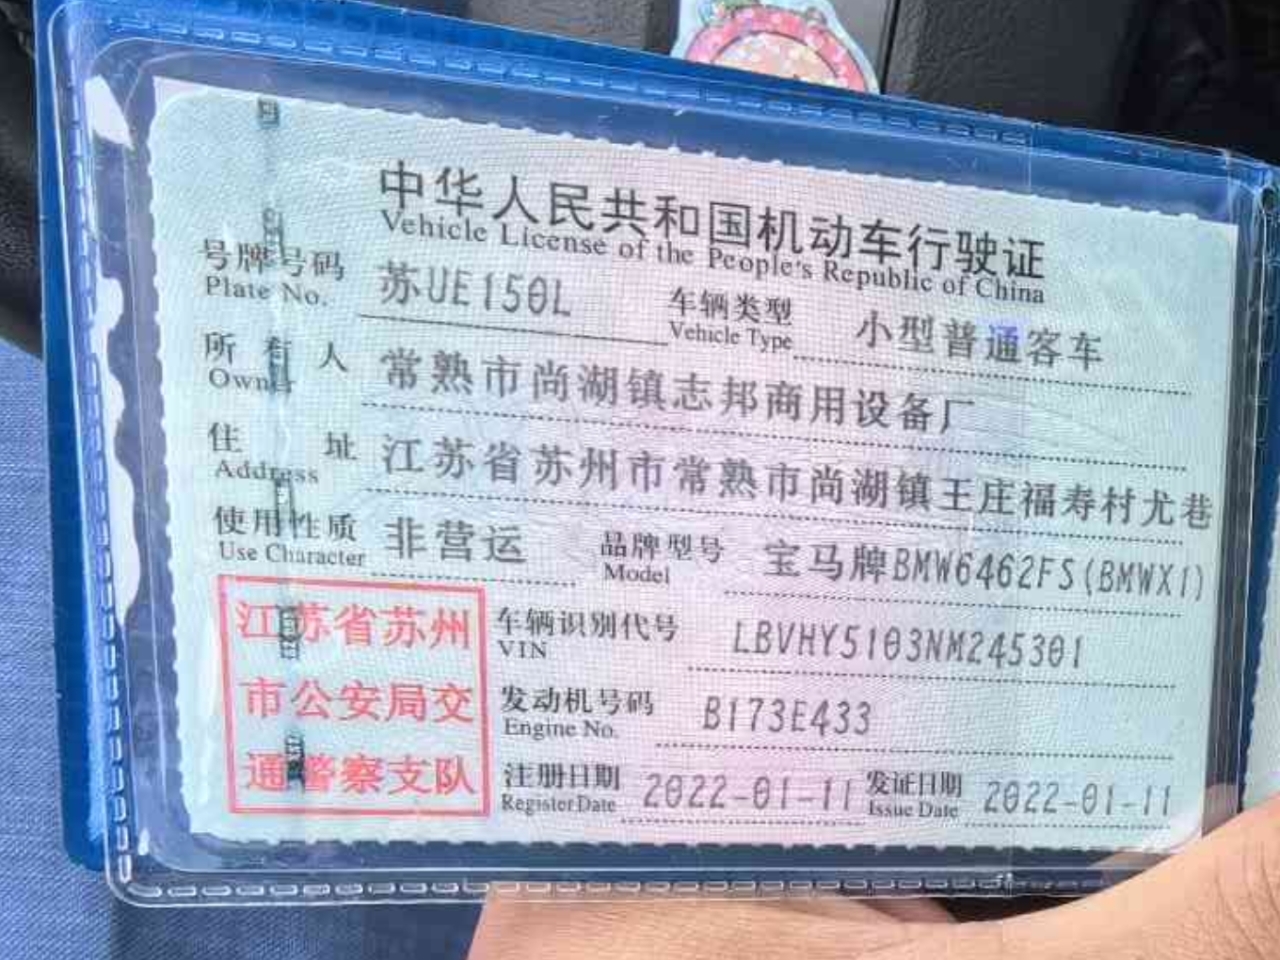 中华人民共和国机动车行驶证
Vehicle License of the People's Republic of China
号牌号码 苏UE150L 车辆类型 小型普通客车
Plate No. Vehicle Type
所有人 常熟市尚湖镇志邦商用设备厂
Owner
住址 江苏省苏州市常熟市尚湖镇王庄福寿村尤巷
Address
使用性质 非营运 品牌型号 宝马牌BMW6462FS(BMWX1)
Use Character Model
江苏省苏州 车辆识别代号 LBVHY5103NM245301
VIN
市公安局交 发动机号码 B173E433
Engine No.
通警察支队 注册日期 2022-01-11 发证日期 2022-01-11
Register Date Issue Date